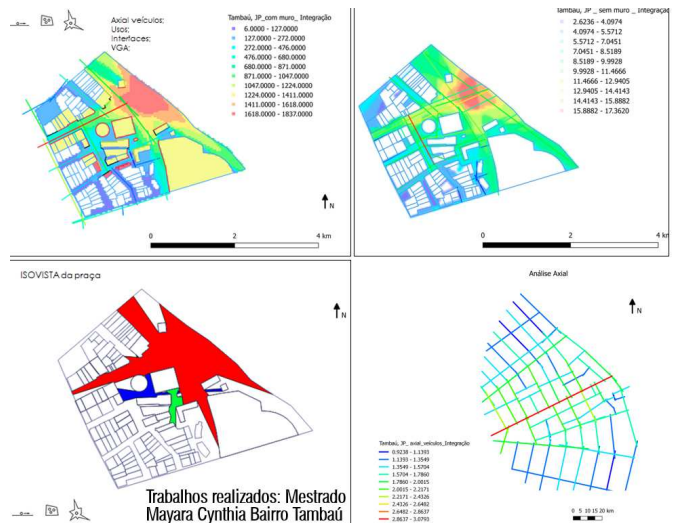 Axial veículos;
Usos;
Interfaces;
VGA;
Tambaú, JP_com muro_ Integração
6.0000 - 127.0000
127.0000 - 272.0000
272.0000 - 476.0000
476.0000 - 680.0000
680.0000 - 871.0000
871.0000 - 1047.0000
1047.0000 - 1224.0000
1224.0000 - 1411.0000
1411.0000 - 1618.0000
1618.0000 - 1837.0000
N
0 2 4 km
Tambaú, JP _ sem muro _ Integração
2.6236 - 4.0974
4.0974 - 5.5712
5.5712 - 7.0451
7.0451 - 8.5189
8.5189 - 9.9928
9.9928 - 11.4666
11.4666 - 12.9405
12.9405 - 14.4143
14.4143 - 15.8882
15.8882 - 17.3620
N
0 2 4 km
ISOVISTA da praça
N
Trabalhos realizados: Mestrado
Mayara Cynthia Bairro Tambaú
Análise Axial
N
Tambaú, JP_axial_veículos_Integração
0.9238 - 1.1393
1.1393 - 1.3549
1.3549 - 1.5704
1.5704 - 1.7860
1.7860 - 2.0015
2.0015 - 2.2171
2.2171 - 2.4326
2.4326 - 2.6482
2.6482 - 2.8637
2.8637 - 3.0793
0 5 10 15 20 km